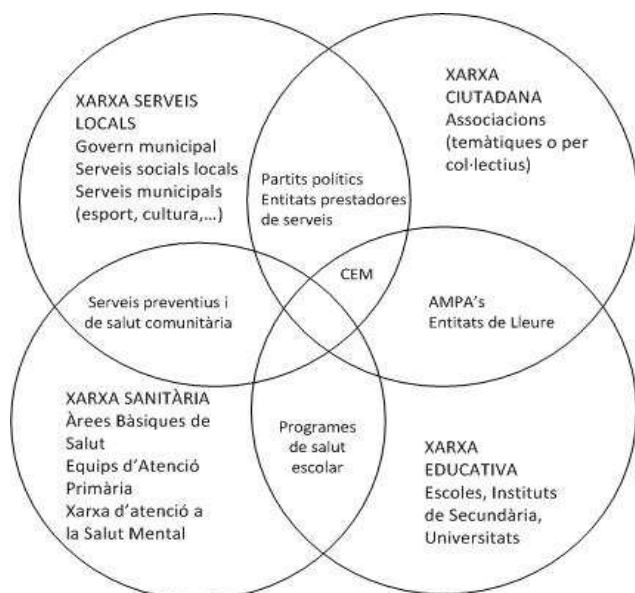 XARXA SERVEIS
LOCALS
Govern municipal
Serveis socials locals
Serveis municipals
(esport, cultura,...)
XARXA
CIUTADANA
Associacions
(temàtiques o per
col·lectius)
Partits polítics
Entitats prestadores
de serveis
CEM
Serveis preventius i
de salut comunitària
AMPA's
Entitats de Lleure
XARXA SANITÀRIA
Àrees Bàsiques de
Salut
Equips d'Atenció
Primària
Xarxa d'atenció a
la Salut Mental
Programes
de salut
escolar
XARXA
EDUCATIVA
Escoles, Instituts
de Secundària,
Universitats